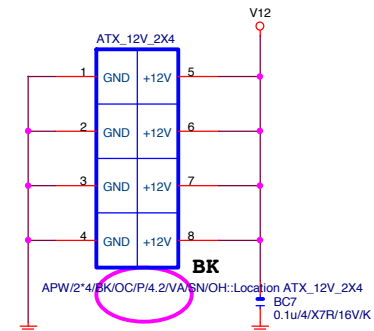 V12
ATX_12V_2X4
1 GND +12V 5
2 GND +12V 6
3 GND +12V 7
4 GND +12V 8
BK
APW/2*4/BK/OC/P/4.2/VA/SN/OH::Location ATX_12V_2X4
BC7
0.1u/4/X7R/16V/K